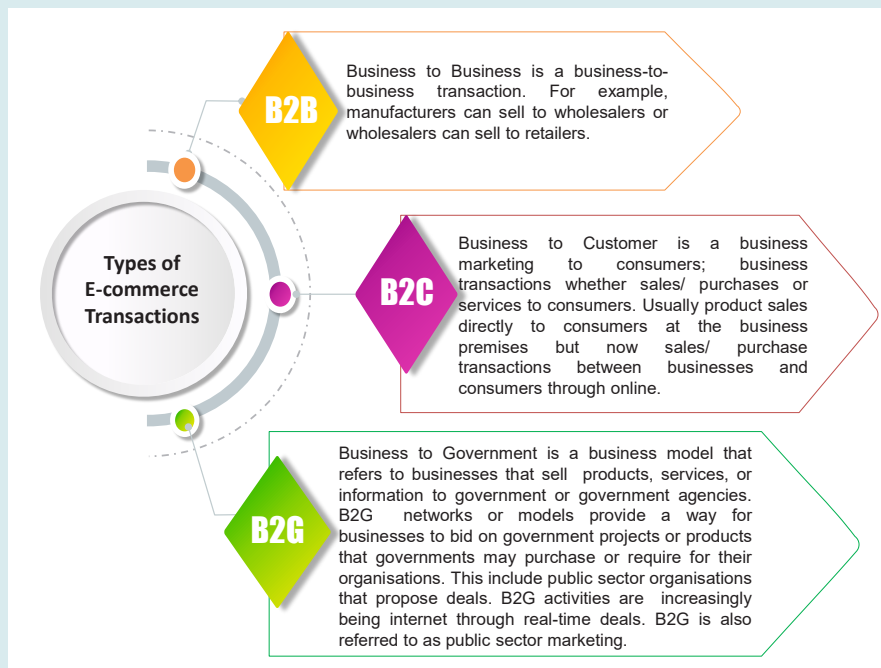 Types of
E-commerce
Transactions
B2B
Business to Business is a business-to-
business transaction. For example,
manufacturers can sell to wholesalers or
wholesalers can sell to retailers.
B2C
Business to Customer is a business
marketing to consumers; business
transactions whether sales/ purchases or
services to consumers. Usually product sales
directly to consumers at the business
premises but now sales/ purchase
transactions between businesses and
consumers through online.
B2G
Business to Government is a business model that
refers to businesses that sell products, services, or
information to government or government agencies.
B2G networks or models provide a way for
businesses to bid on government projects or products
that governments may purchase or require for their
organisations. This include public sector organisations
that propose deals. B2G activities are increasingly
being internet through real-time deals. B2G is also
referred to as public sector marketing.